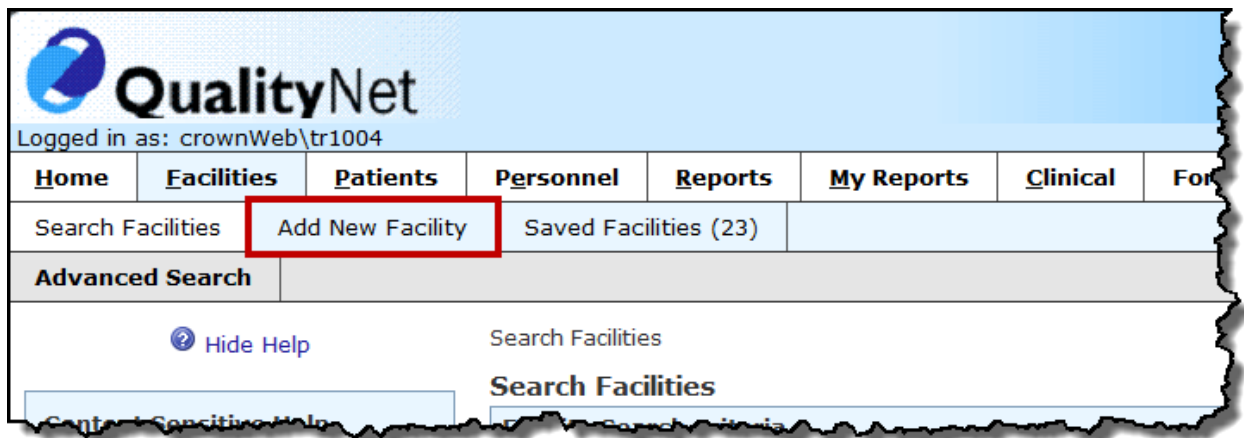 QualityNet
Logged in as: crownWeb\tr1004
Home Facilities Patients Personnel Reports My Reports Clinical For
Search Facilities Add New Facility Saved Facilities (23)
Advanced Search
Hide Help Search Facilities
Search Facilities